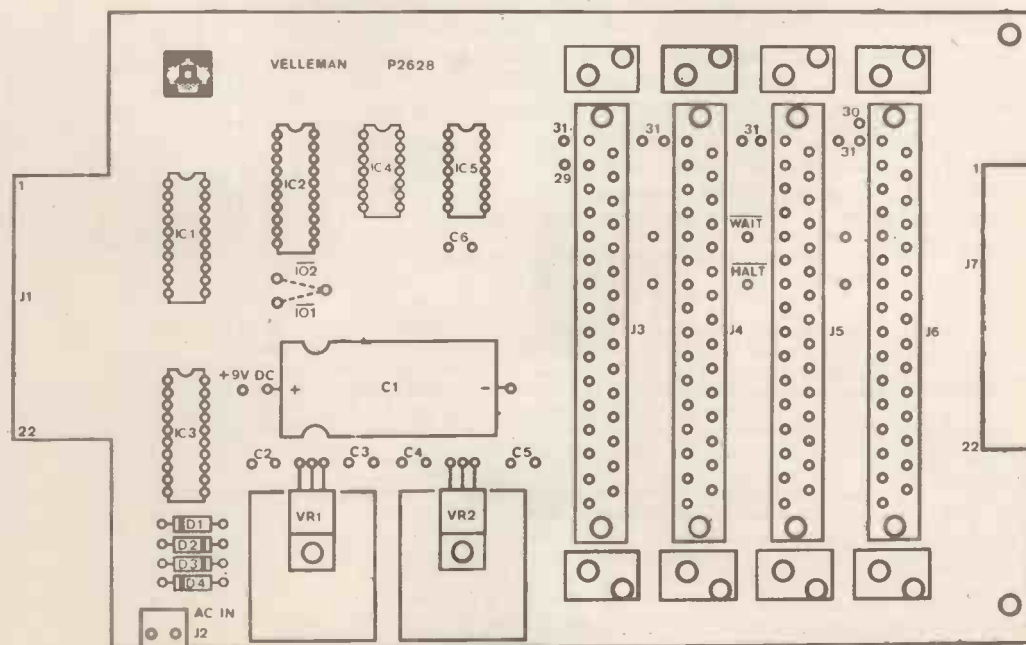 VELLEMAN P2628
31 31 31 30
31
29
1 1
IC2 IC4 IC5
IC1
C6
WAIT
IO2
HALT
IO1
J1 J3 J4 J5 J6 J7
+9V DC + C1 -
22 IC3 22
C2 C3 C4 C5
VR1 VR2
D1
D2
D3
D4
AC IN
J2